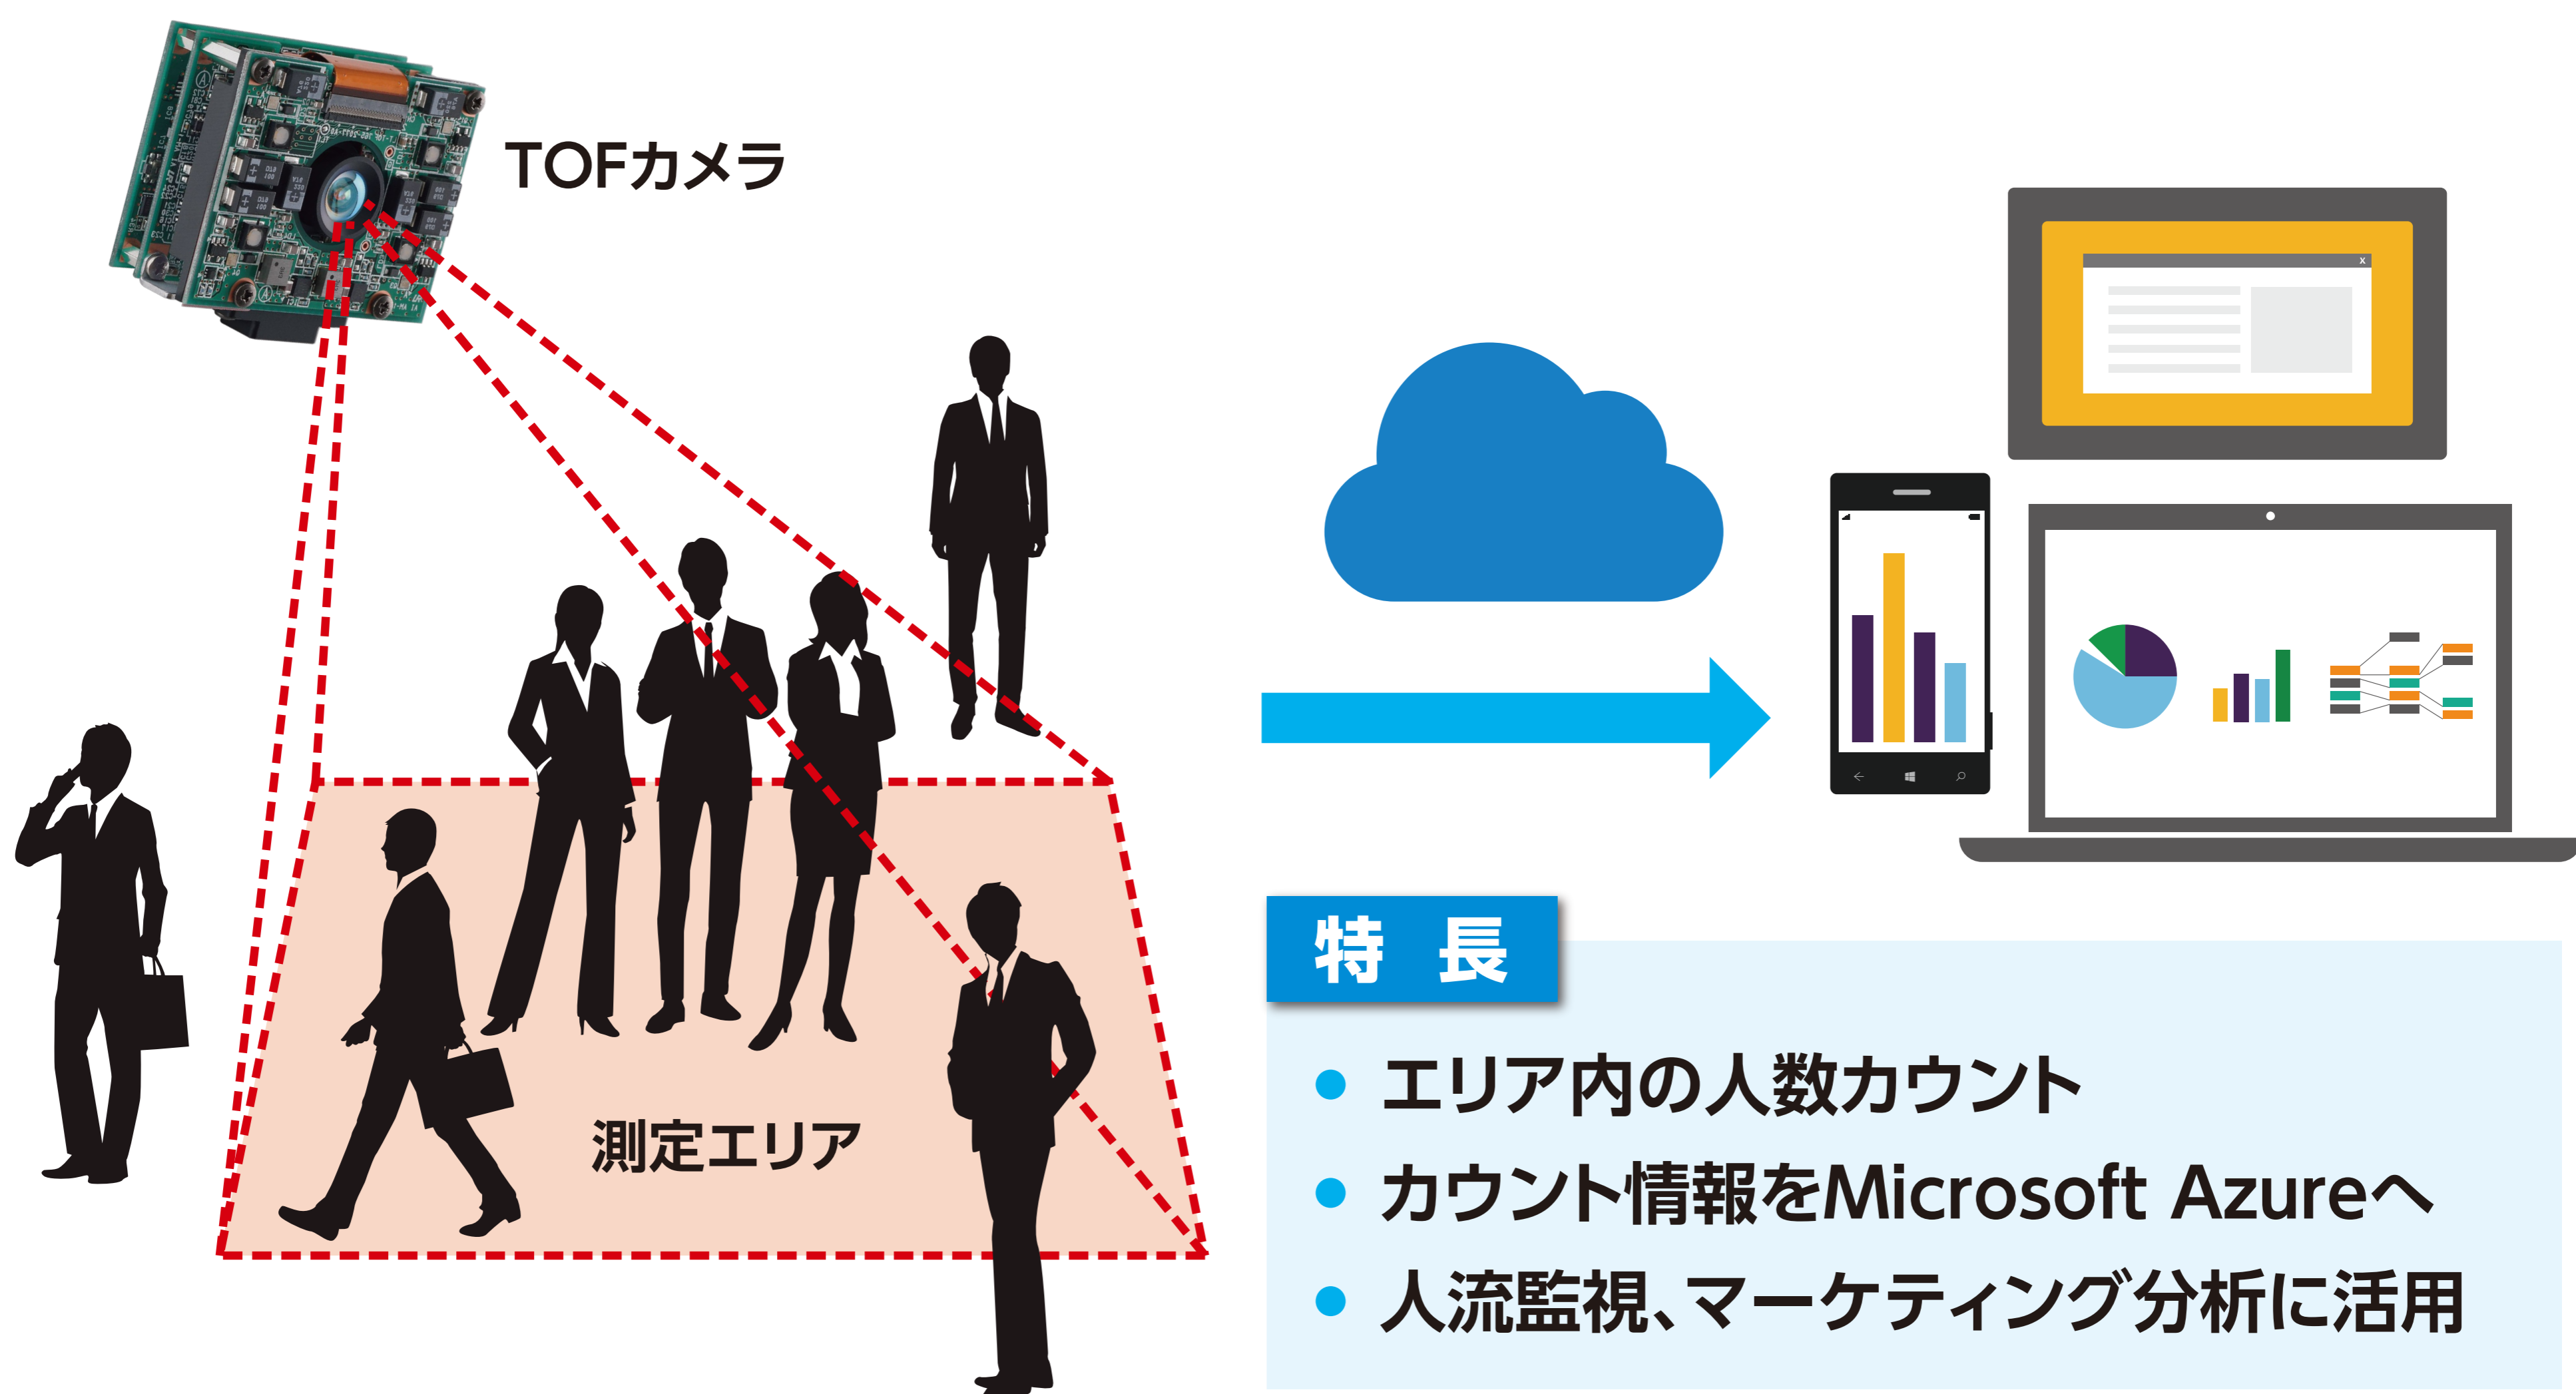 TOFカメラ
測定エリア
X
特 長
• エリア内の人数カウント
• カウント情報をMicrosoft Azureへ
• 人流監視、マーケティング分析に活用